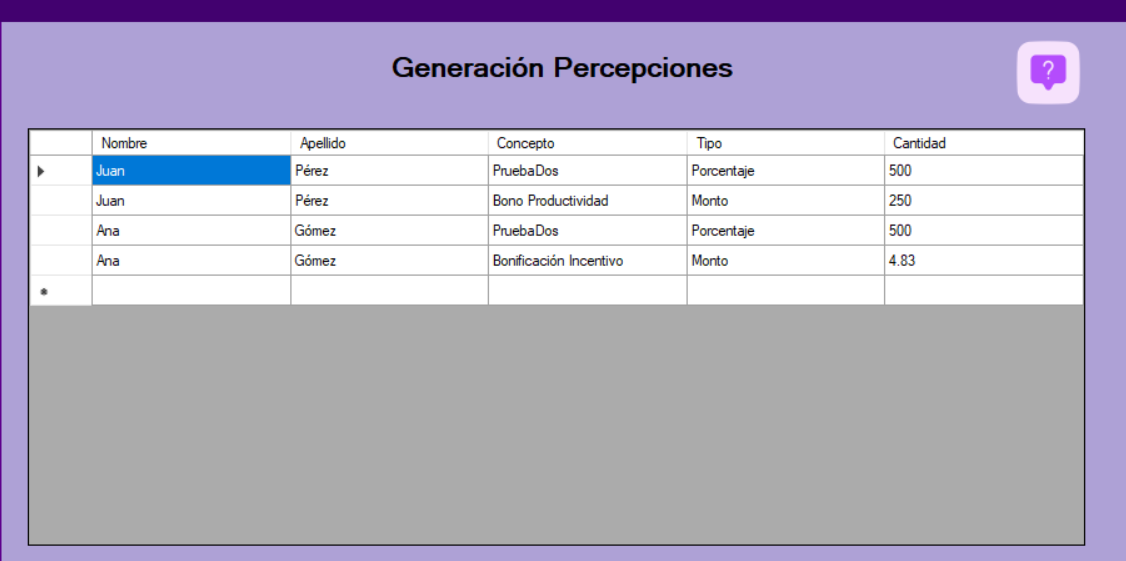 Generación Percepciones
?
Nombre Apellido Concepto Tipo Cantidad
Juan Pérez PruebaDos Porcentaje 500
Juan Pérez Bono Productividad Monto 250
Ana Gómez PruebaDos Porcentaje 500
Ana Gómez Bonificación Incentivo Monto 4.83